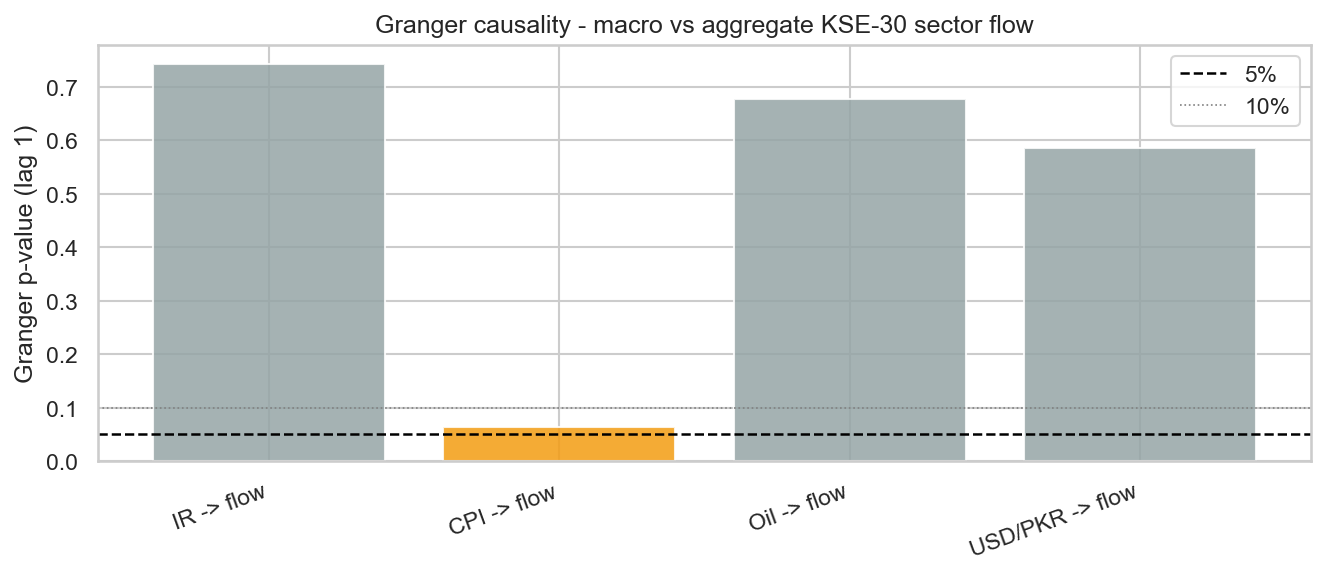 Granger causality - macro vs aggregate KSE-30 sector flow
5%
10%
Granger p-value (lag 1)
0.7
0.6
0.5
0.4
0.3
0.2
0.1
0.0
IR -> flow
CPI -> flow
Oil -> flow
USD/PKR -> flow